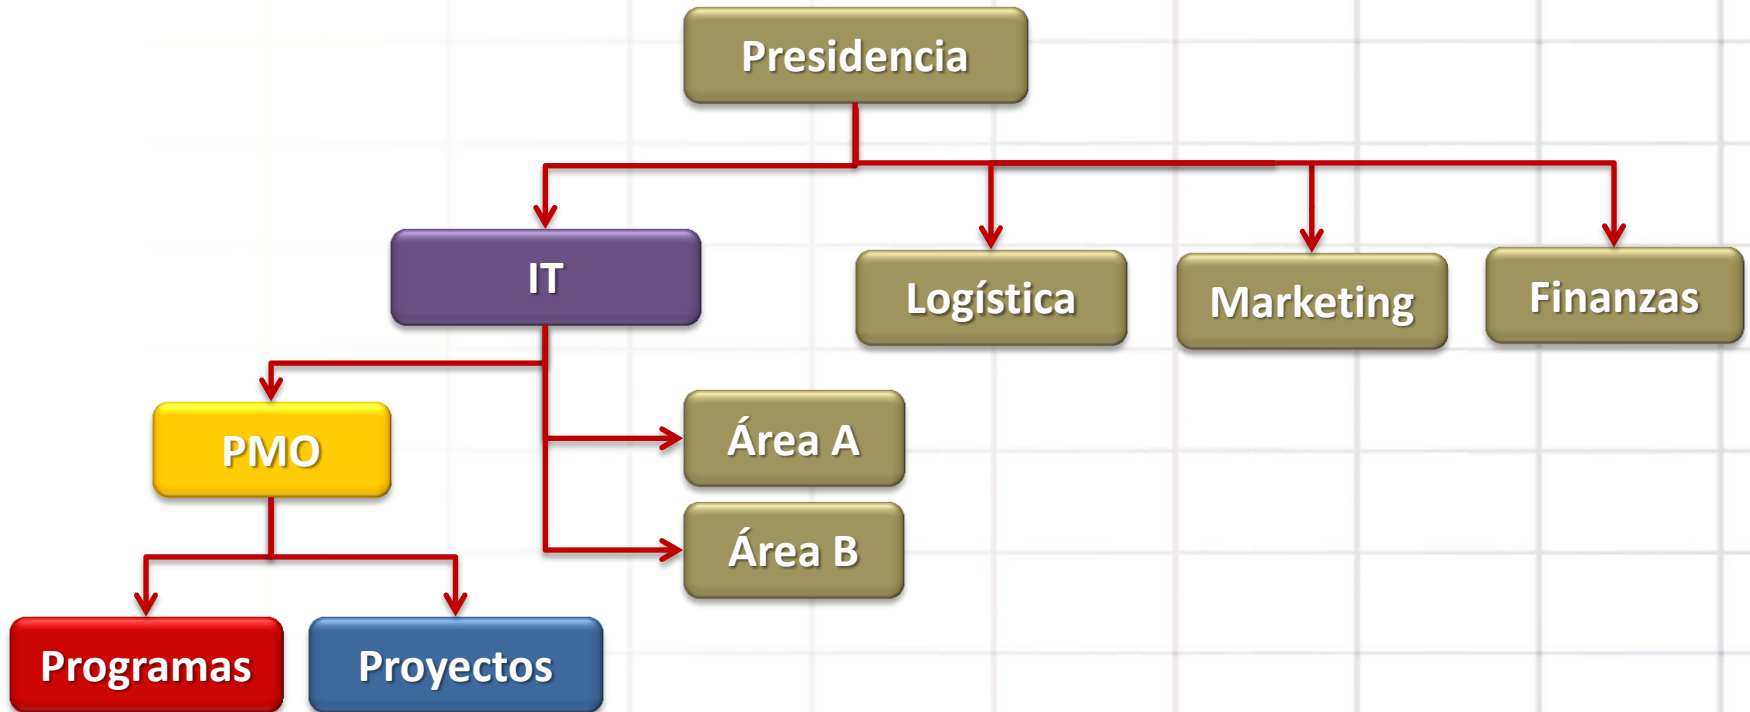 Presidencia
IT
Logística
Marketing
Finanzas
PMO
Área A
Área B
Programas
Proyectos